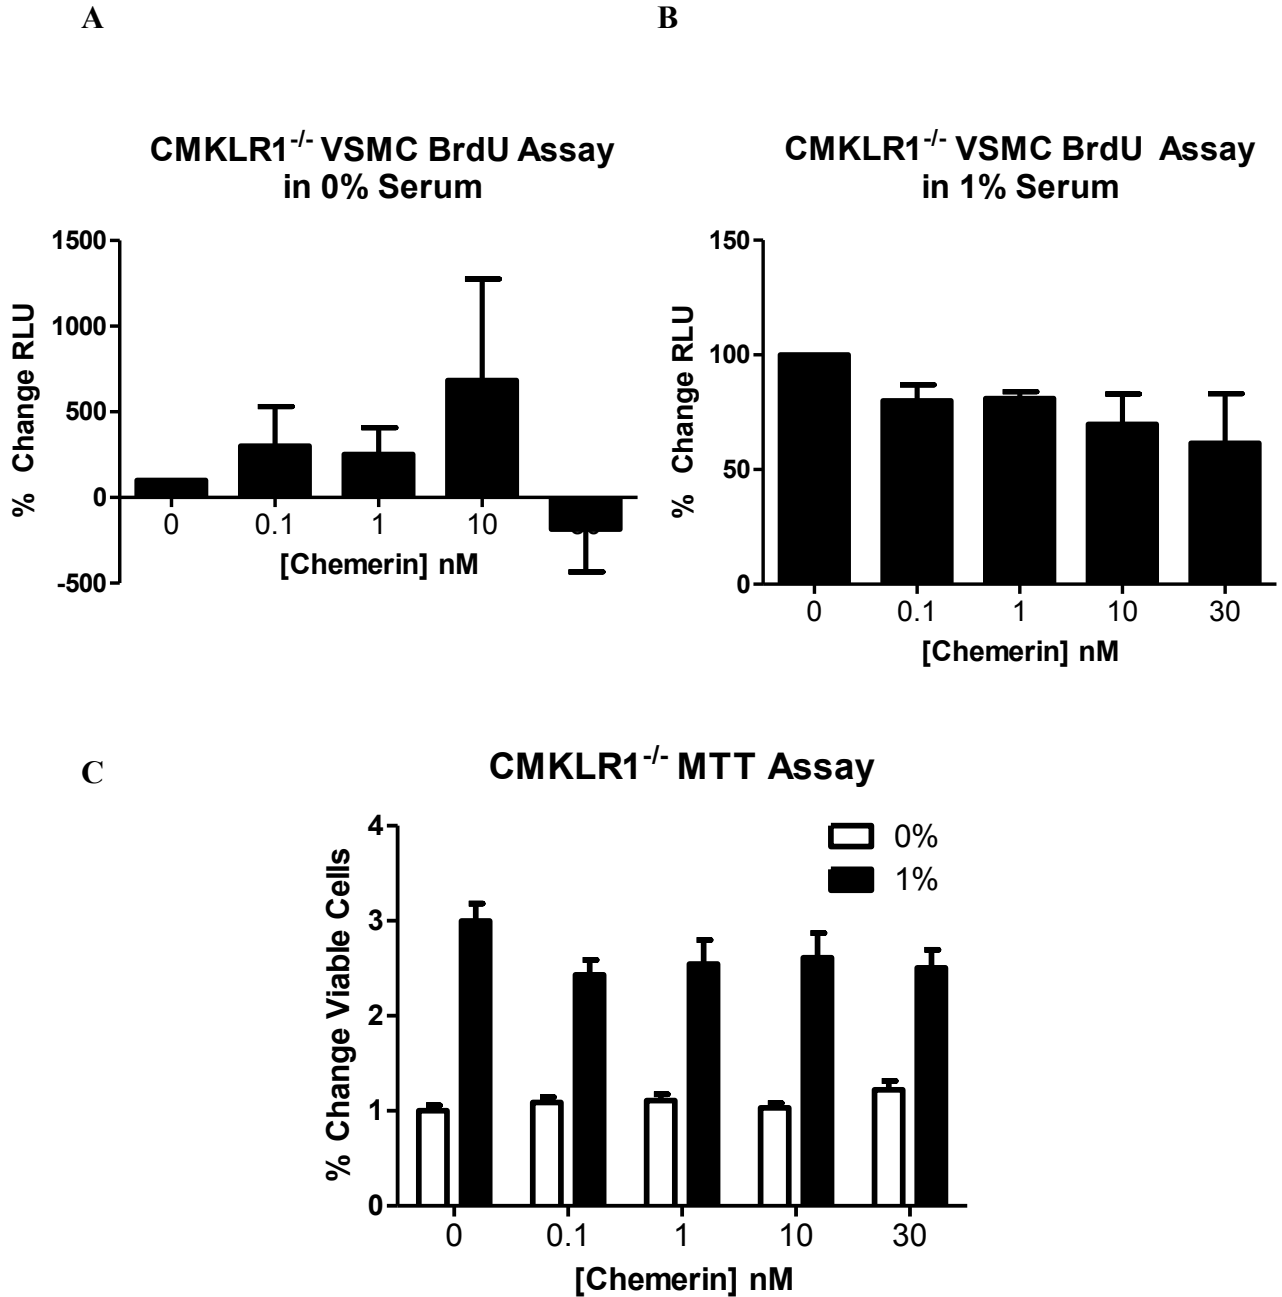 A
B
CMKLR1-/- VSMC BrdU Assay
in 0% Serum
CMKLR1-/- VSMC BrdU Assay
in 1% Serum
% Change RLU
1500
1000
500
0
-500
0 0.1 1 10
[Chemerin] nM
% Change RLU
150
100
50
0
0 0.1 1 10 30
[Chemerin] nM
C
CMKLR1-/- MTT Assay
0%
1%
% Change Viable Cells
4
3
2
1
0
0 0.1 1 10 30
[Chemerin] nM